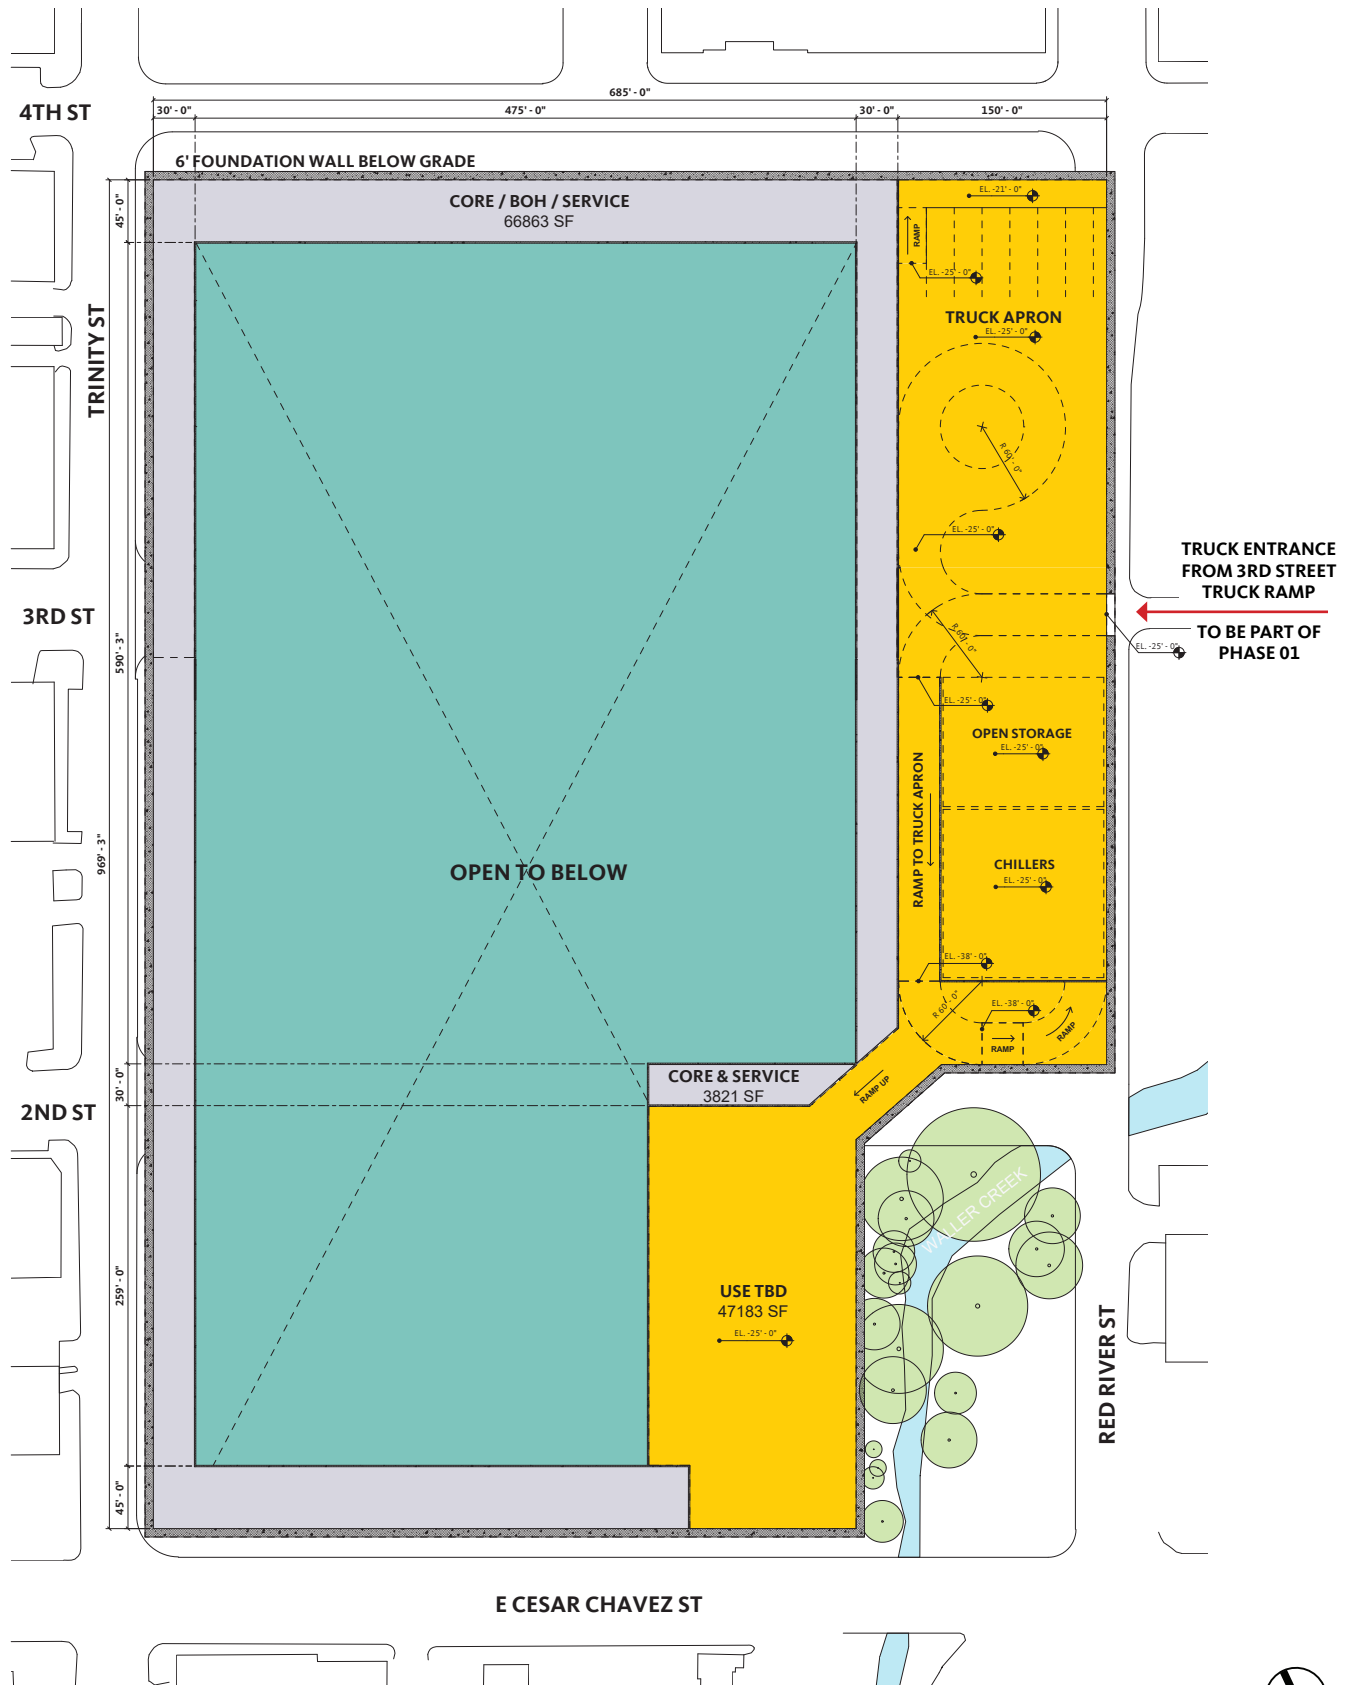 685' - 0"
4TH ST
30' - 0"
475' - 0"
30' - 0"
150' - 0"
6' FOUNDATION WALL BELOW GRADE
45' - 0"
CORE / BOH / SERVICE
66863 SF
EL. -21' - 0"
RAMP
EL. -25' - 0"
TRUCK APRON
EL. -25' - 0"
TRINITY ST
R 60' - 0"
EL. -25' - 0"
TRUCK ENTRANCE
FROM 3RD STREET
TRUCK RAMP
TO BE PART OF
PHASE 01
EL. -25' - 0"
3RD ST
590' - 3"
R 60' - 0"
EL. -25' - 0"
OPEN STORAGE
EL. -25' - 0"
RAMP TO TRUCK APRON
969' - 3"
OPEN TO BELOW
CHILLERS
EL. -25' - 0"
EL. -38' - 0"
R 60' - 0"
EL. -38' - 0"
RAMP
RAMP
30' - 0"
CORE & SERVICE
3821 SF
RAMP UP
2ND ST
WALLER CREEK
259' - 0"
USE TBD
47183 SF
EL. -25' - 0"
RED RIVER ST
45' - 0"
E CESAR CHAVEZ ST